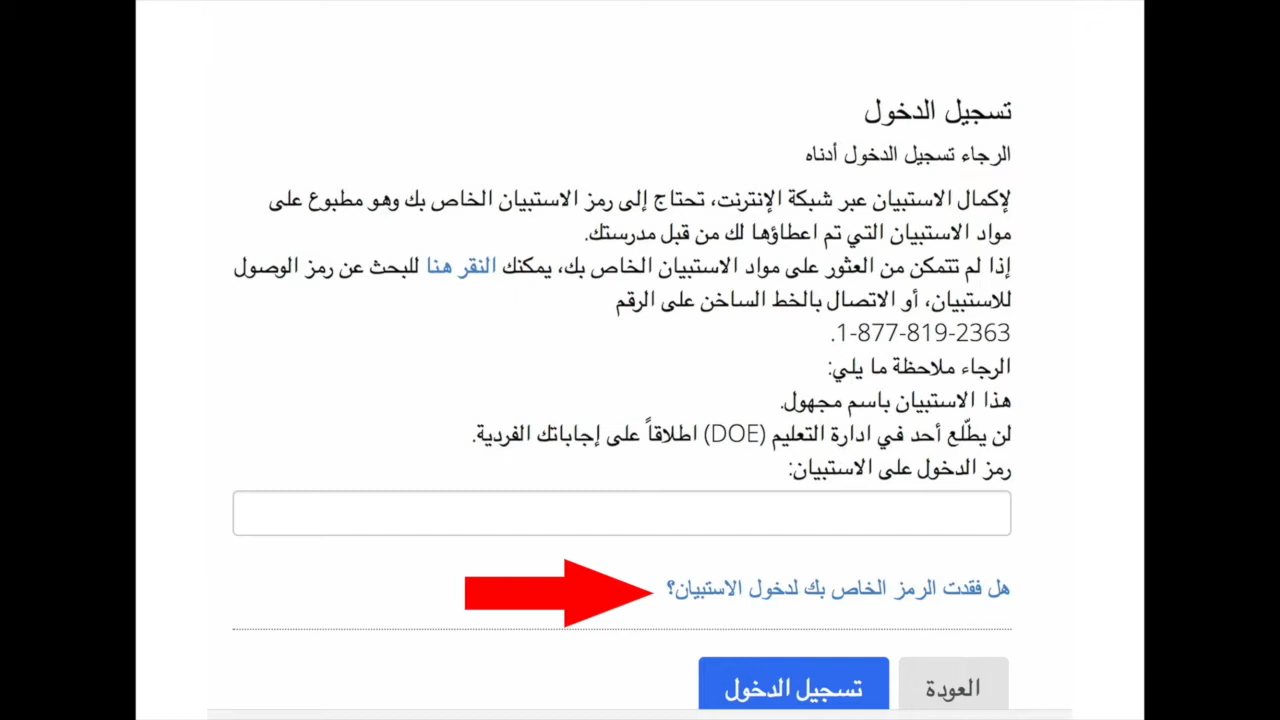 تسجيل الدخول
الرجاء تسجيل الدخول أدناه
لإكمال الاستبيان عبر شبكة الإنترنت، تحتاج إلى رمز الاستبيان الخاص بك وهو مطبوع على
مواد الاستبيان التي تم اعطاؤها لك من قبل مدرستك.
إذا لم تتمكن من العثور على مواد الاستبيان الخاص بك، يمكنك النقر هنا للبحث عن رمز الوصول
للاستبيان، أو الاتصال بالخط الساخن على الرقم
1-877-819-2363.
الرجاء ملاحظة ما يلي:
هذا الاستبيان باسم مجهول.
لن يطّلع أحد في ادارة التعليم (DOE) اطلاقاً على إجاباتك الفردية.
رمز الدخول على الاستبيان:
هل فقدت الرمز الخاص بك لدخول الاستبيان؟
العودة
تسجيل الدخول